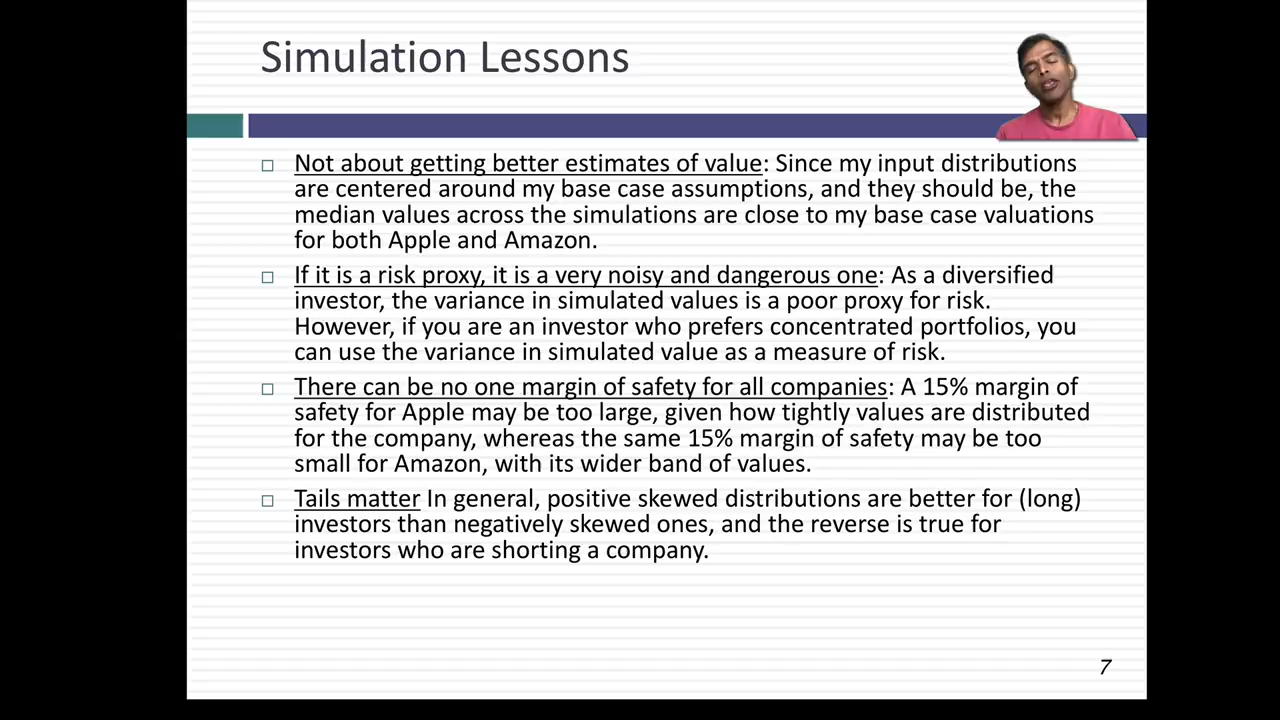 Simulation Lessons
□ Not about getting better estimates of value: Since my input distributions
are centered around my base case assumptions, and they should be, the
median values across the simulations are close to my base case valuations
for both Apple and Amazon.
□ If it is a risk proxy, it is a very noisy and dangerous one: As a diversified
investor, the variance in simulated values is a poor proxy for risk.
However, if you are an investor who prefers concentrated portfolios, you
can use the variance in simulated value as a measure of risk.
□ There can be no one margin of safety for all companies: A 15% margin of
safety for Apple may be too large, given how tightly values are distributed
for the company, whereas the same 15% margin of safety may be too
small for Amazon, with its wider band of values.
□ Tails matter In general, positive skewed distributions are better for (long)
investors than negatively skewed ones, and the reverse is true for
investors who are shorting a company.
7